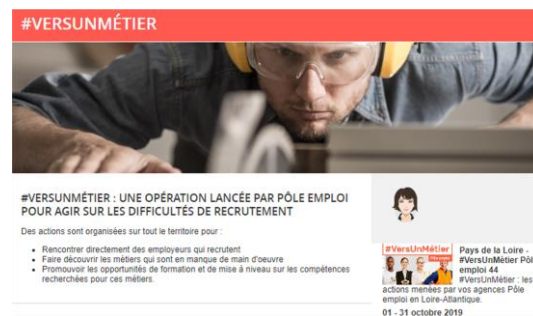 #VERSUNMÉTIER
#VERSUNMÉTIER : UNE OPÉRATION LANCÉE PAR PÔLE EMPLOI
POUR AGIR SUR LES DIFFICULTÉS DE RECRUTEMENT
Des actions sont organisées sur tout le territoire pour :
Rencontrer directement des employeurs qui recrutent
Faire découvrir les métiers qui sont en manque de main d'oeuvre
Promouvoir les opportunités de formation et de mise à niveau sur les compétences
recherchées pour ces métiers.
#VersUnMétier
Pays de la Loire -
#VersUnMétier Pôl
emploi 44
#VersUnMétier : les
actions menées par vos agences Pôle
emploi en Loire-Atlantique.
01 - 31 octobre 2019